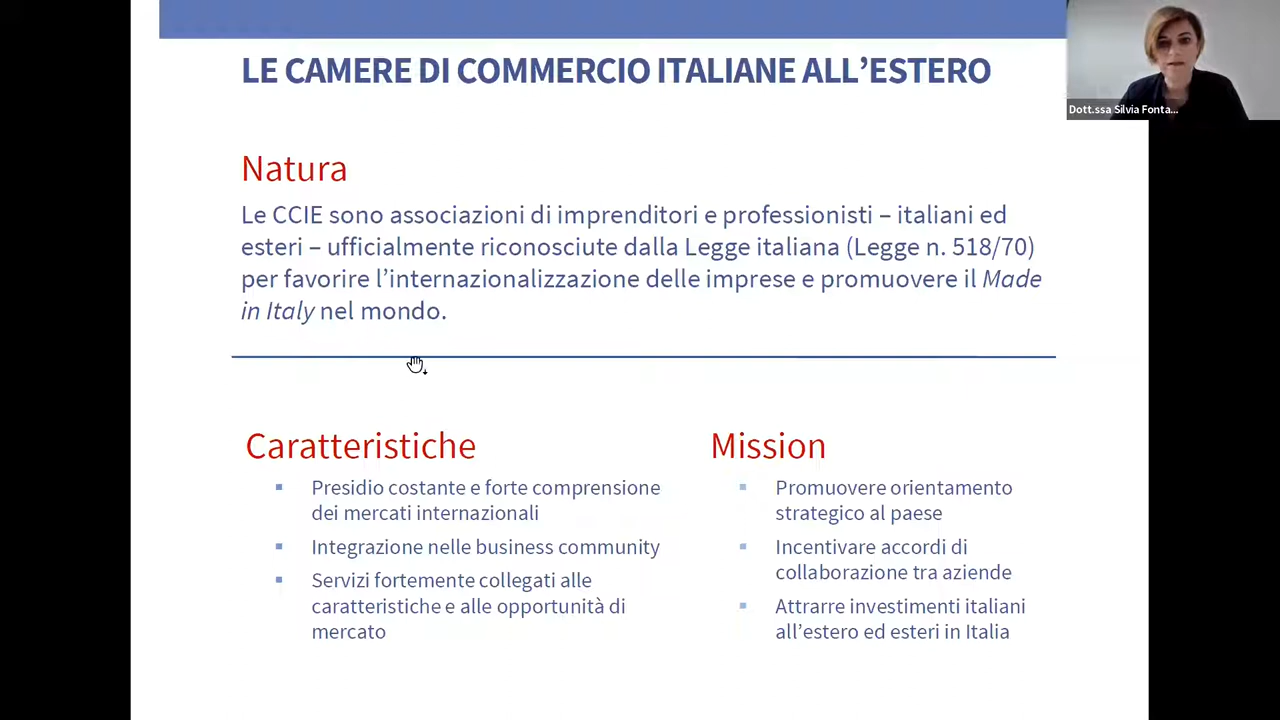 LE CAMERE DI COMMERCIO ITALIANE ALL’ESTERO
Dott.ssa Silvia Fonta...
Natura
Le CCIE sono associazioni di imprenditori e professionisti – italiani ed
esteri – ufficialmente riconosciute dalla Legge italiana (Legge n. 518/70)
per favorire l’internazionalizzazione delle imprese e promuovere il Made
in Italy nel mondo.
Caratteristiche
▪ Presidio costante e forte comprensione
dei mercati internazionali
▪ Integrazione nelle business community
▪ Servizi fortemente collegati alle
caratteristiche e alle opportunità di
mercato
Mission
▪ Promuovere orientamento
strategico al paese
▪ Incentivare accordi di
collaborazione tra aziende
▪ Attrarre investimenti italiani
all’estero ed esteri in Italia